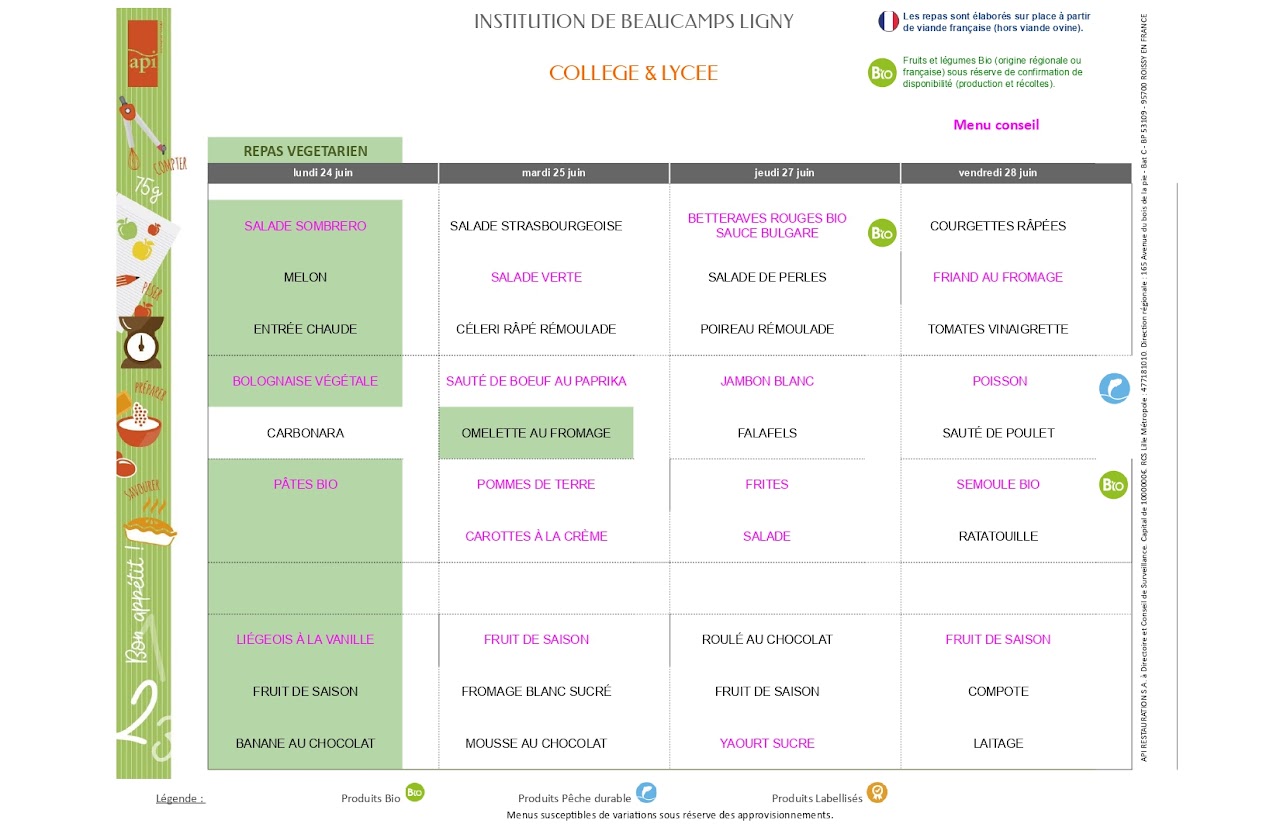 INSTITUTION DE BEAUCAMPS LIGNY
COLLEGE & LYCEE
Les repas sont élaborés sur place à partir
de viande française (hors viande ovine).
Bio
Fruits et légumes Bio (origine régionale ou
française) sous réserve de confirmation de
disponibilité (production et récoltes).
Menu conseil
api
COMPTER
75g
PESER
PRÉPARER
SAVOURER
Bon appétit !
123
REPAS VEGETARIEN
lundi 24 juin
mardi 25 juin
jeudi 27 juin
vendredi 28 juin
SALADE SOMBRERO
SALADE STRASBOURGEOISE
BETTERAVES ROUGES BIO
SAUCE BULGARE
Bio
COURGETTES RÂPÉES
MELON
SALADE VERTE
SALADE DE PERLES
FRIAND AU FROMAGE
ENTRÉE CHAUDE
CÉLERI RÂPÉ RÉMOULADE
POIREAU RÉMOULADE
TOMATES VINAIGRETTE
BOLOGNAISE VÉGÉTALE
SAUTÉ DE BOEUF AU PAPRIKA
JAMBON BLANC
POISSON
CARBONARA
OMELETTE AU FROMAGE
FALAFELS
SAUTÉ DE POULET
PÂTES BIO
POMMES DE TERRE
FRITES
SEMOULE BIO
Bio
CAROTTES À LA CRÈME
SALADE
RATATOUILLE
LIÉGEOIS À LA VANILLE
FRUIT DE SAISON
ROULÉ AU CHOCOLAT
FRUIT DE SAISON
FRUIT DE SAISON
FROMAGE BLANC SUCRÉ
FRUIT DE SAISON
COMPOTE
BANANE AU CHOCOLAT
MOUSSE AU CHOCOLAT
YAOURT SUCRE
LAITAGE
API RESTAURATION S.A. à Directoire et Conseil de Surveillance. Capital de 1000000€. RCS Lille Métropole : 477181010. Direction régionale : 165 Avenue du bois de la pie - Bat C - BP 53109 - 95700 ROISSY EN FRANCE
Légende :
Produits Bio
Bio
Produits Pêche durable
Produits Labellisés
Menus susceptibles de variations sous réserve des approvisionnements.